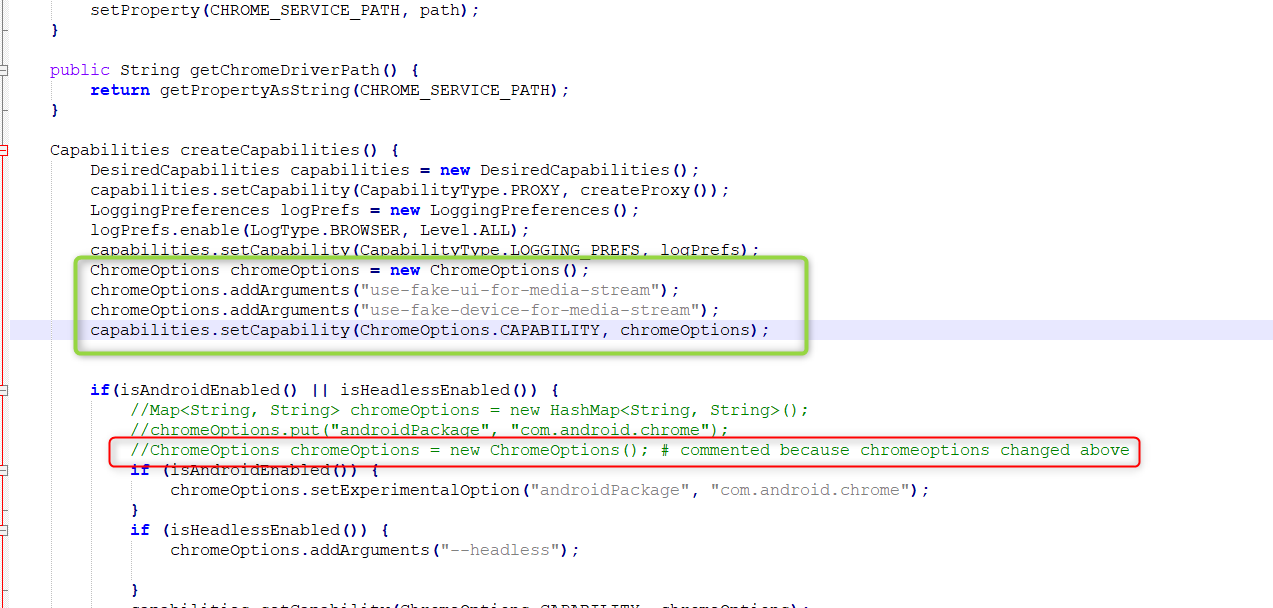 setProperty(CHROME_SERVICE_PATH, path);
}
public String getChromeDriverPath() {
return getPropertyAsString(CHROME_SERVICE_PATH);
}
Capabilities createCapabilities() {
DesiredCapabilities capabilities = new DesiredCapabilities();
capabilities.setCapability(CapabilityType.PROXY, createProxy());
LoggingPreferences logPrefs = new LoggingPreferences();
logPrefs.enable(LogType.BROWSER, Level.ALL);
capabilities.setCapability(CapabilityType.LOGGING_PREFS, logPrefs);
ChromeOptions chromeOptions = new ChromeOptions();
chromeOptions.addArguments("use-fake-ui-for-media-stream");
chromeOptions.addArguments("use-fake-device-for-media-stream");
capabilities.setCapability(ChromeOptions.CAPABILITY, chromeOptions);
if(isAndroidEnabled() || isHeadlessEnabled()) {
//Map<String, String> chromeOptions = new HashMap<String, String>();
//chromeOptions.put("androidPackage", "com.android.chrome");
//ChromeOptions chromeOptions = new ChromeOptions(); # commented because chromeoptions changed above
if (isAndroidEnabled()) {
chromeOptions.setExperimentalOption("androidPackage", "com.android.chrome");
}
if (isHeadlessEnabled()) {
chromeOptions.addArguments("--headless");
}
capabilities.setCapability(ChromeOptions.CAPABILITY, chromeOptions);